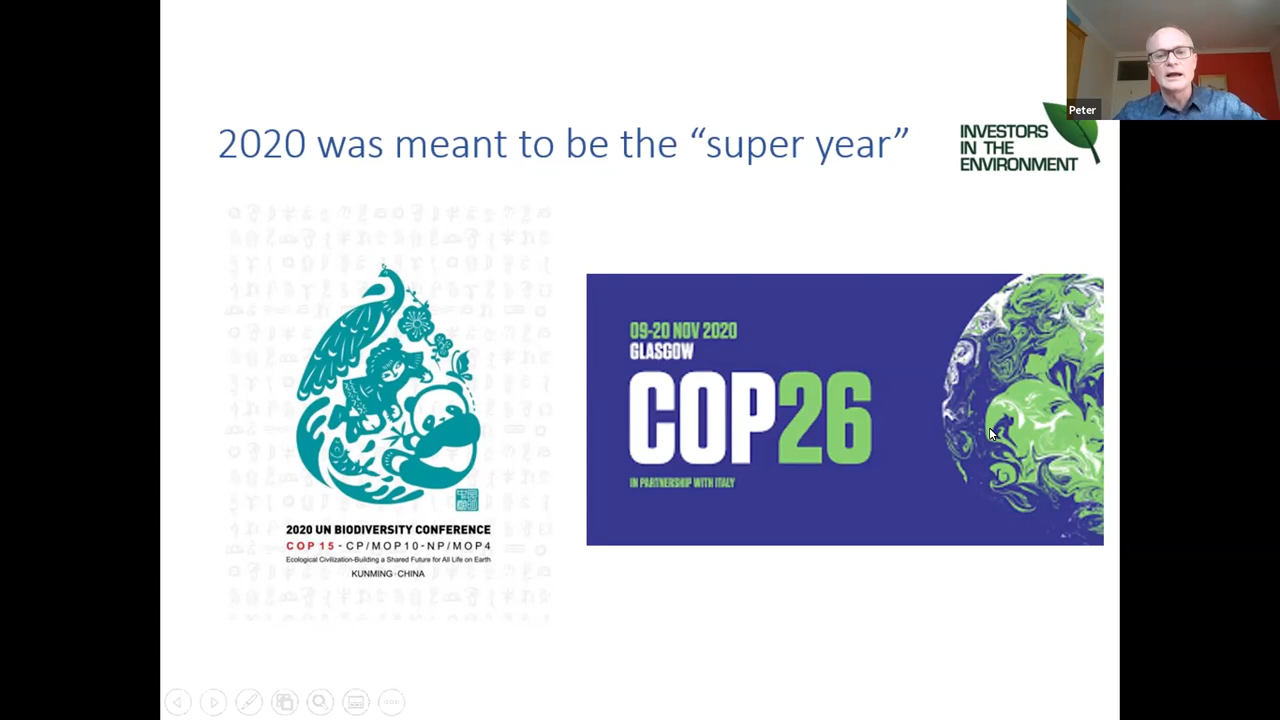 Peter
2020 was meant to be the “super year”
INVESTORS
IN THE
ENVIRONMENT
2020 UN BIODIVERSITY CONFERENCE
COP15-CP/MOP10-NP/MOP4
Ecological Civilization-Building a Shared Future for All Life on Earth
KUNMING·CHINA
09-20 NOV 2020
GLASGOW
COP26
IN PARTNERSHIP WITH ITALY